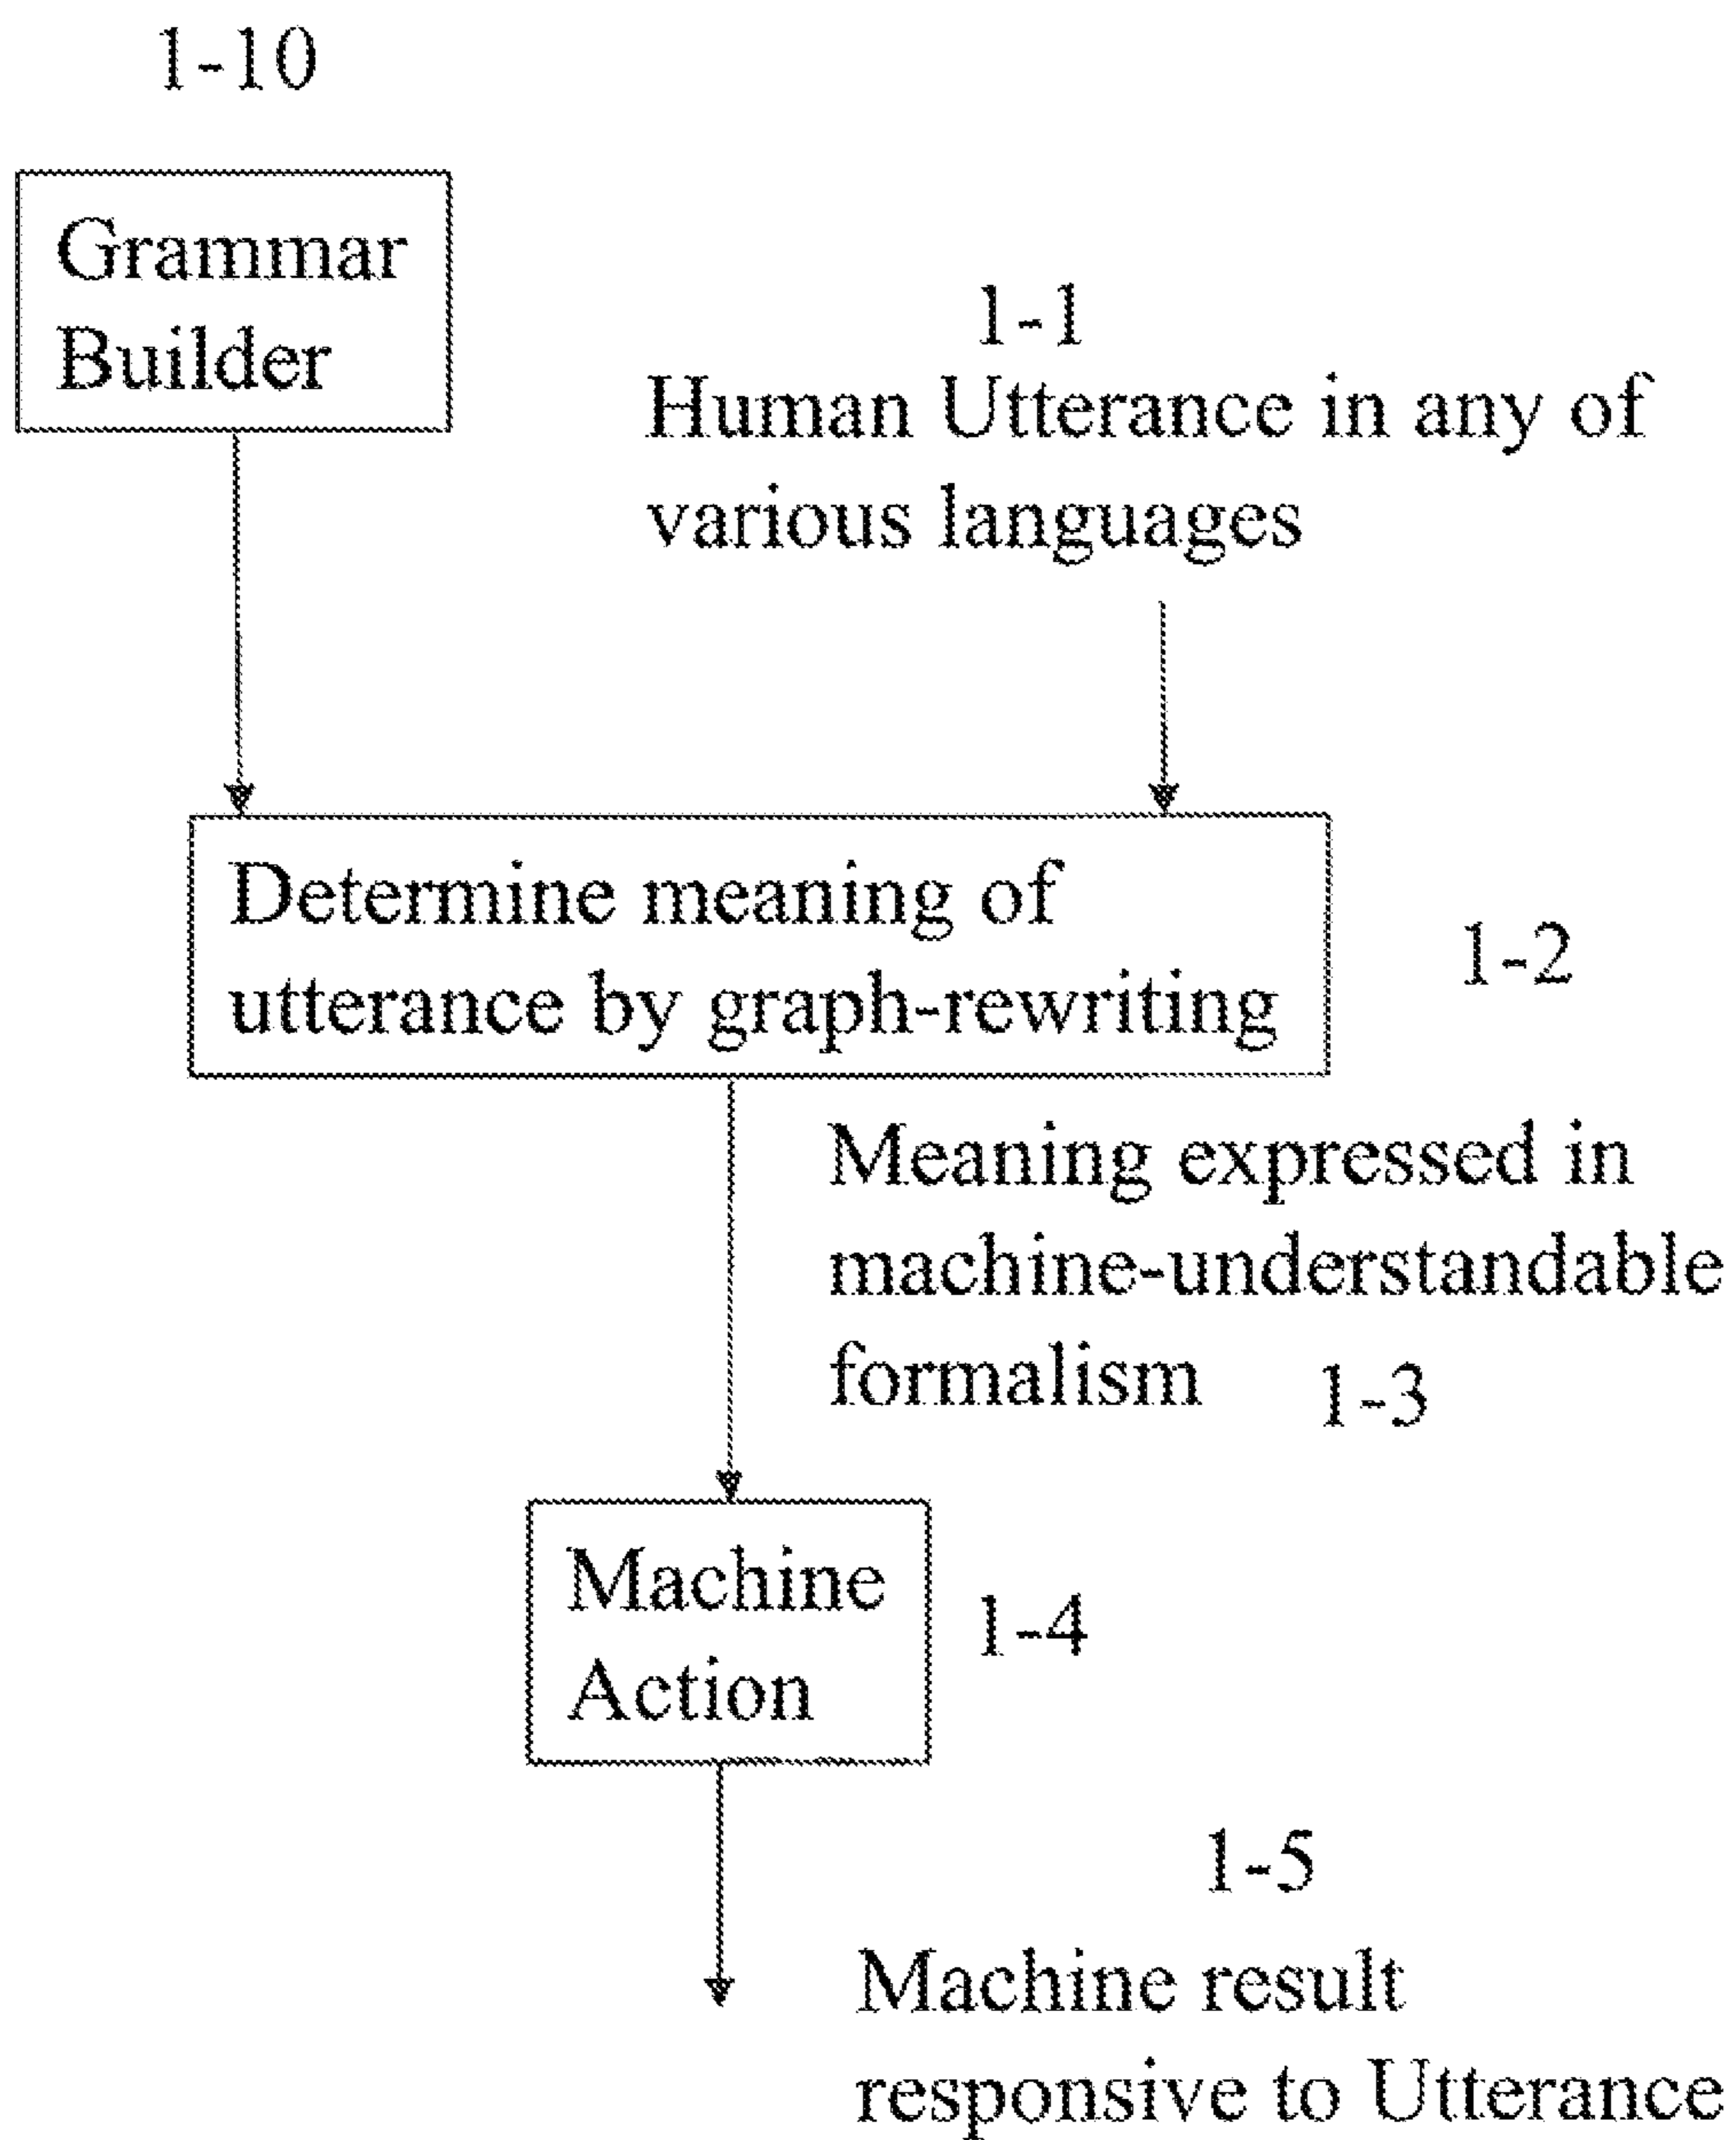 1-10
Grammar
Builder
1-1
Human Utterance in any of
various languages
Determine meaning of
utterance by graph-rewriting
1-2
Meaning expressed in
machine-understandable
formalism
1-3
Machine
Action
1-4
1-5
Machine result
responsive to Utterance